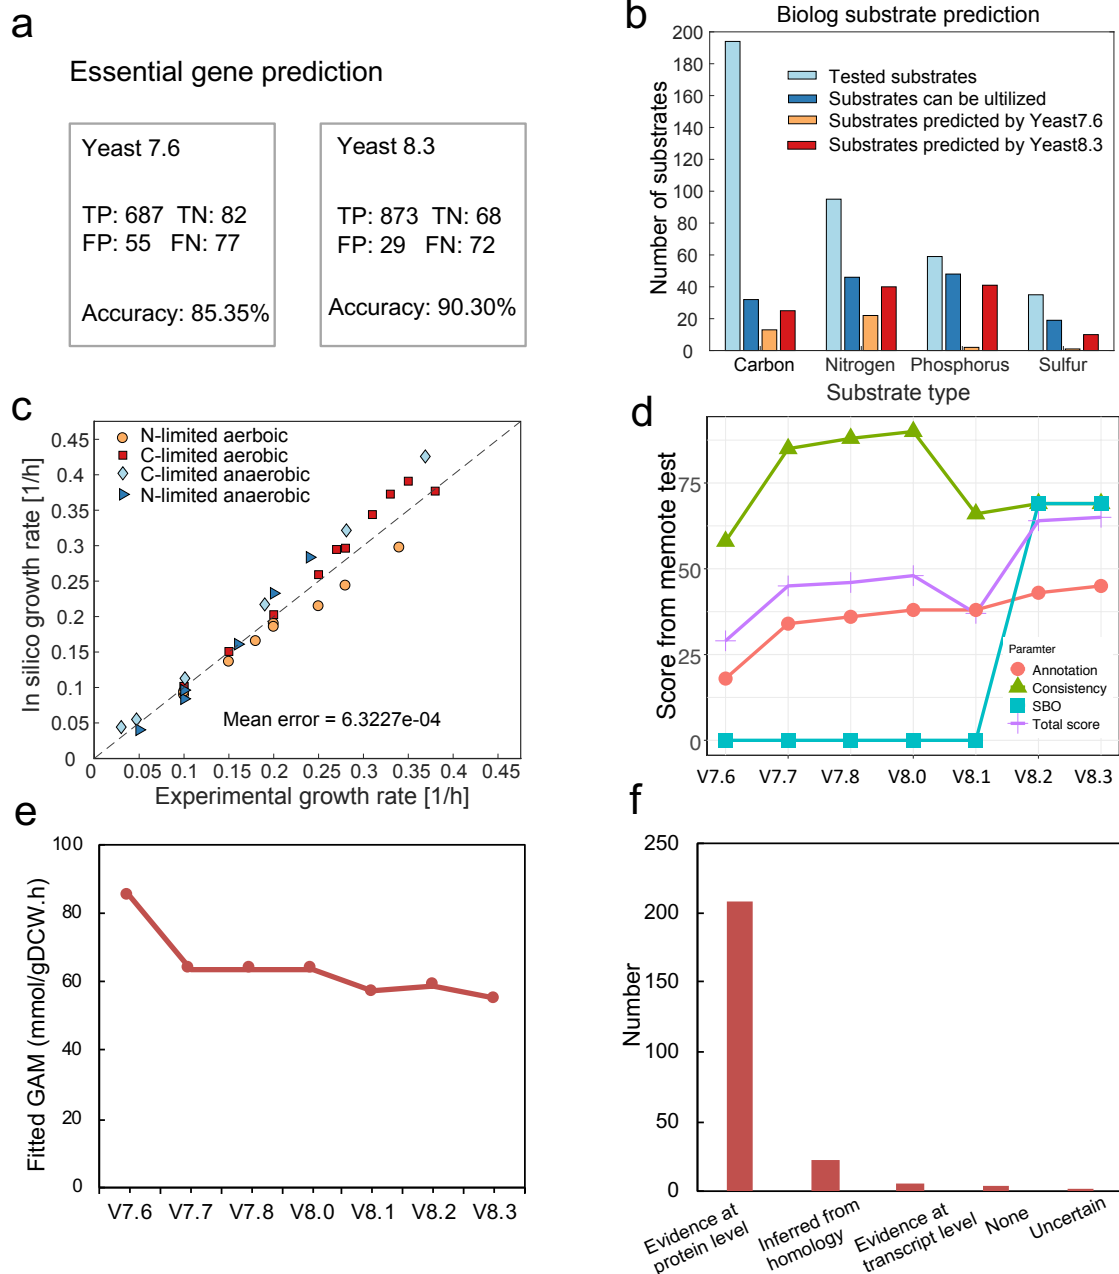 a
Essential gene prediction
Yeast 7.6
TP: 687 TN: 82
FP: 55 FN: 77
Accuracy: 85.35%
Yeast 8.3
TP: 873 TN: 68
FP: 29 FN: 72
Accuracy: 90.30%
b
Biolog substrate prediction
Number of substrates
200
180
160
140
120
100
80
60
40
20
0
Tested substrates
Substrates can be ultilized
Substrates predicted by Yeast7.6
Substrates predicted by Yeast8.3
Carbon
Nitrogen
Phosphorus
Sulfur
Substrate type
c
In silico growth rate [1/h]
0.45
0.4
0.35
0.3
0.25
0.2
0.15
0.1
0.05
0
N-limited aerboic
C-limited aerobic
C-limited anaerobic
N-limited anaerobic
Mean error = 6.3227e-04
0 0.05 0.1 0.15 0.2 0.25 0.3 0.35 0.4 0.45
Experimental growth rate [1/h]
d
Score from memote test
75
50
25
0
Paramter
Annotation
Consistency
SBO
Total score
V7.6 V7.7 V7.8 V8.0 V8.1 V8.2 V8.3
e
Fitted GAM (mmol/gDCW.h)
100
80
60
40
20
0
V7.6 V7.7 V7.8 V8.0 V8.1 V8.2 V8.3
f
Number
250
200
150
100
50
0
Evidence at
protein level
Inferred from
homology
Evidence at
transcript level
None
Uncertain